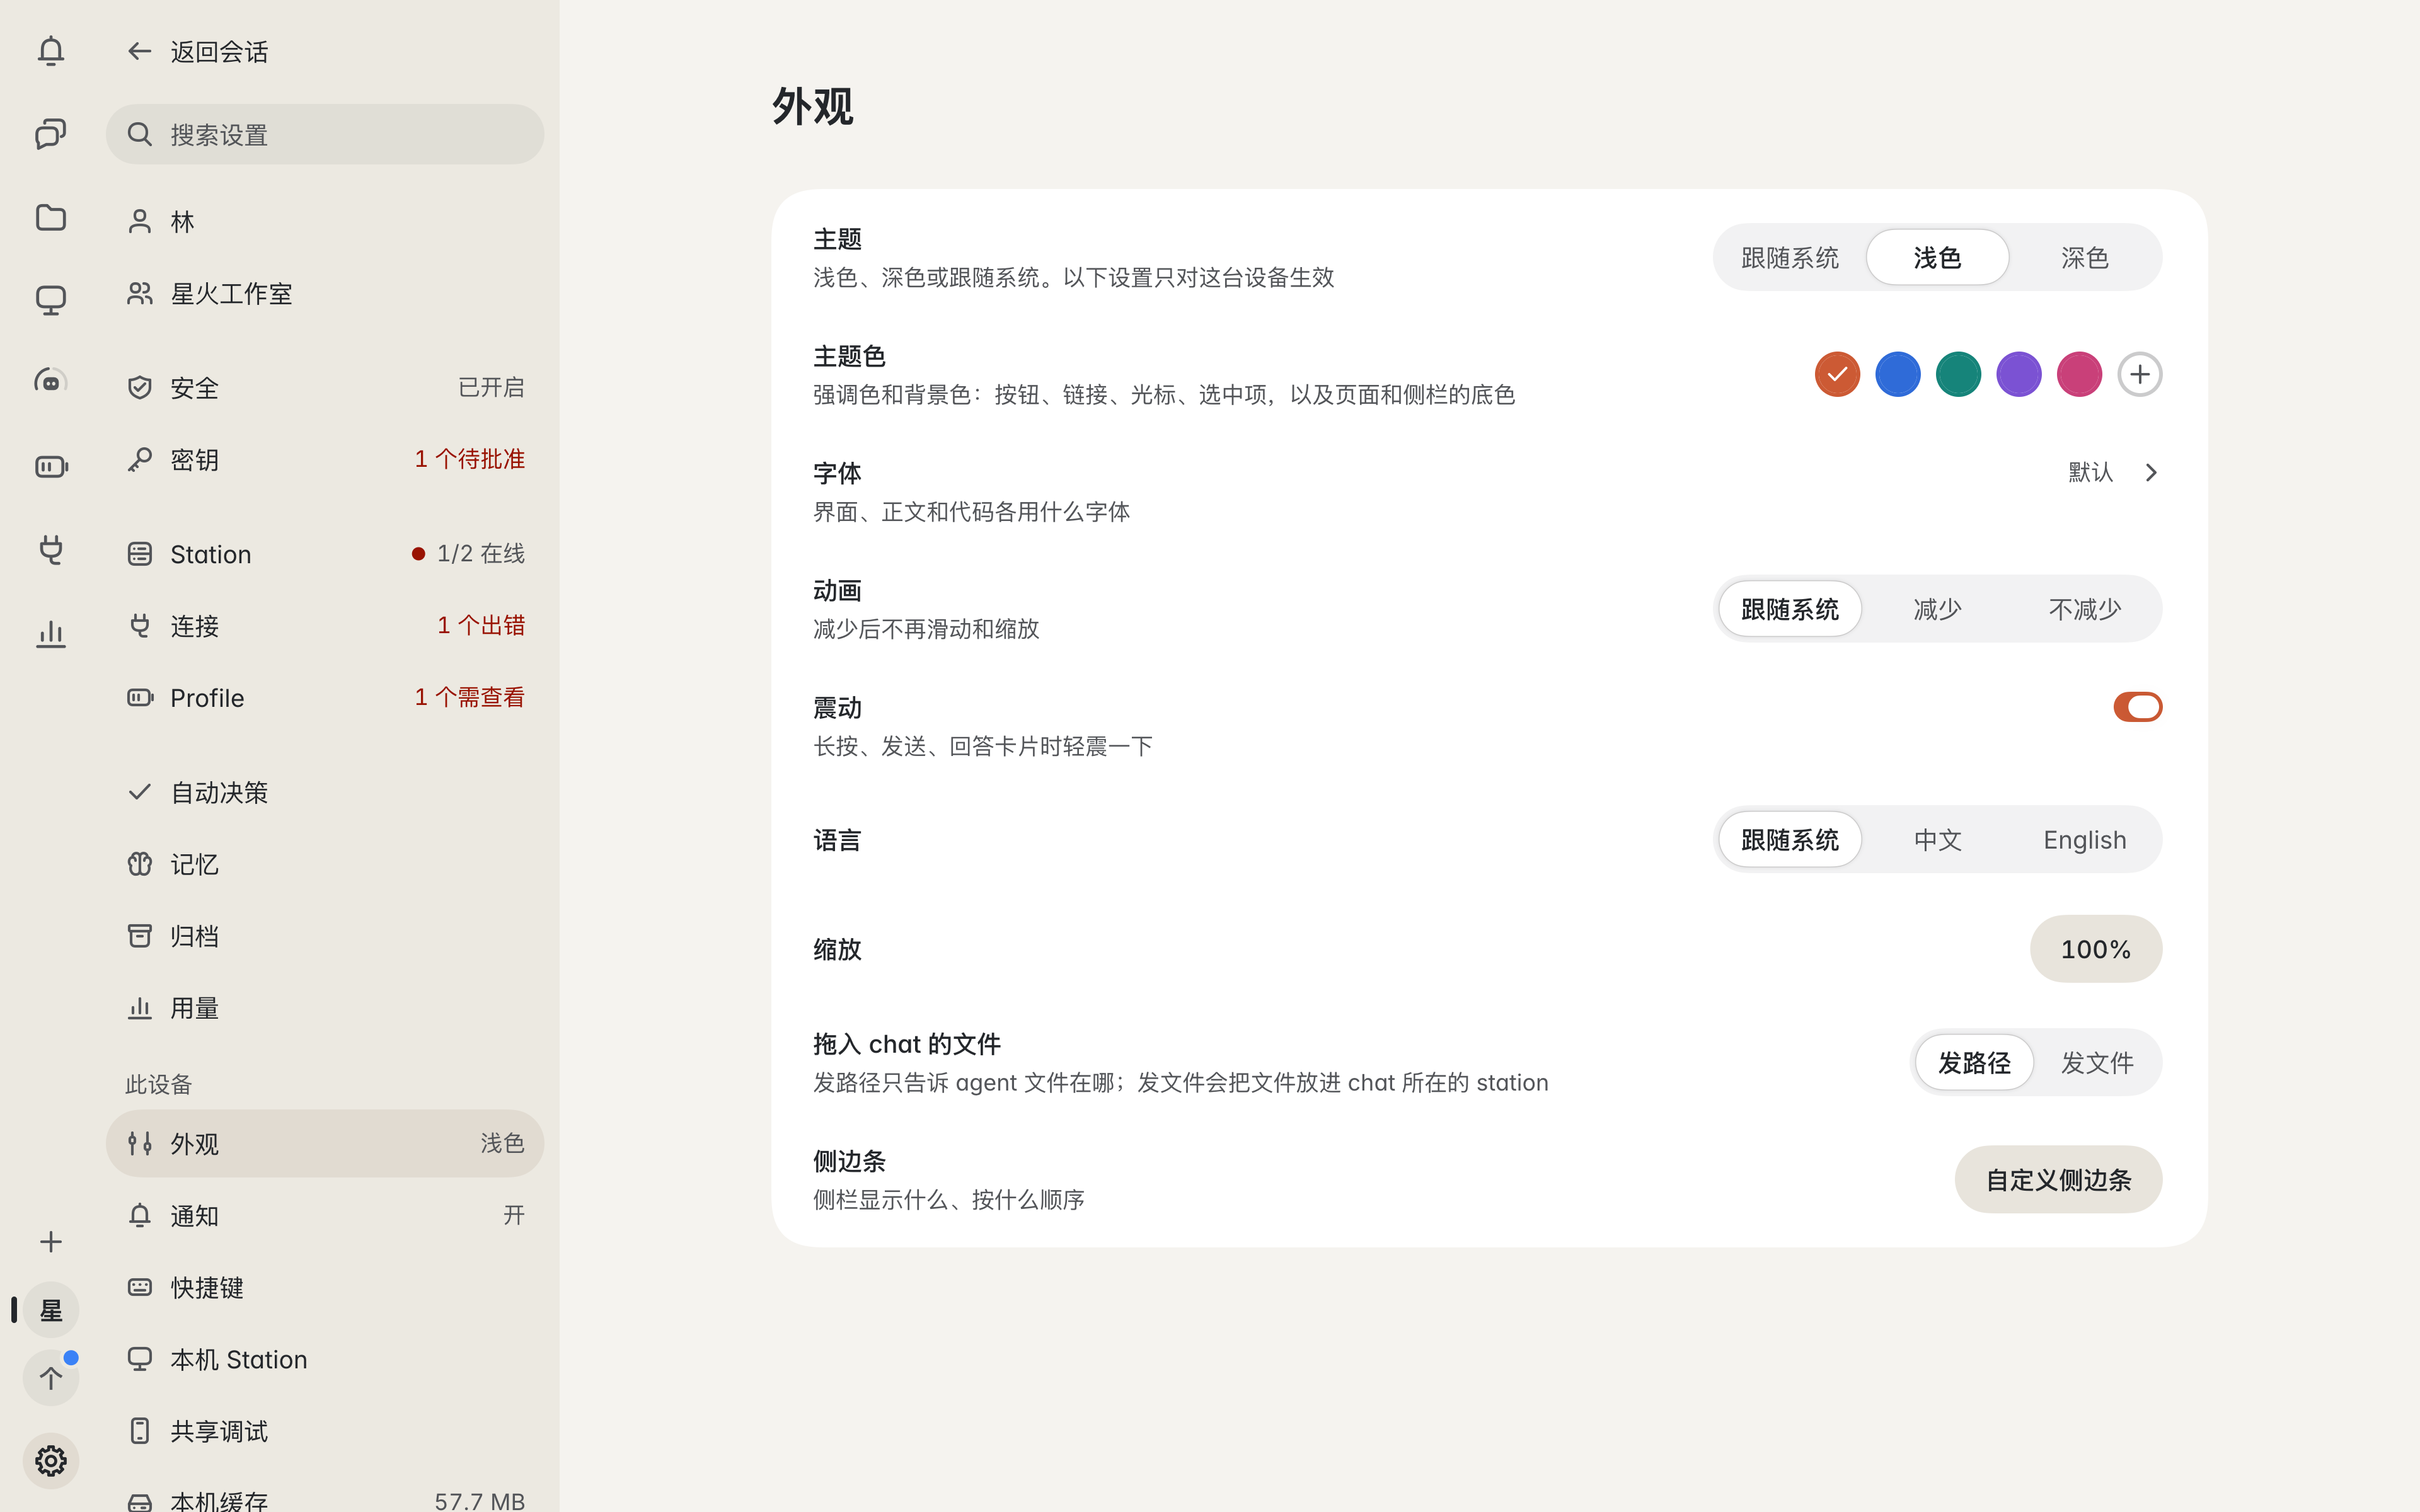 返回会话
搜索设置
林
星火工作室
安全 已开启
密钥 1 个待批准
Station 1/2 在线
连接 1 个出错
Profile 1 个需查看
自动决策
记忆
归档
用量
此设备
外观 浅色
通知 开
快捷键
本机 Station
共享调试
本机缓存 57.7 MB
星
个
外观
主题
浅色、深色或跟随系统。以下设置只对这台设备生效
跟随系统 浅色 深色
主题色
强调色和背景色：按钮、链接、光标、选中项，以及页面和侧栏的底色
字体
界面、正文和代码各用什么字体
默认
动画
减少后不再滑动和缩放
跟随系统 减少 不减少
震动
长按、发送、回答卡片时轻震一下
语言
跟随系统 中文 English
缩放
100%
拖入 chat 的文件
发路径只告诉 agent 文件在哪；发文件会把文件放进 chat 所在的 station
发路径 发文件
侧边条
侧栏显示什么、按什么顺序
自定义侧边条